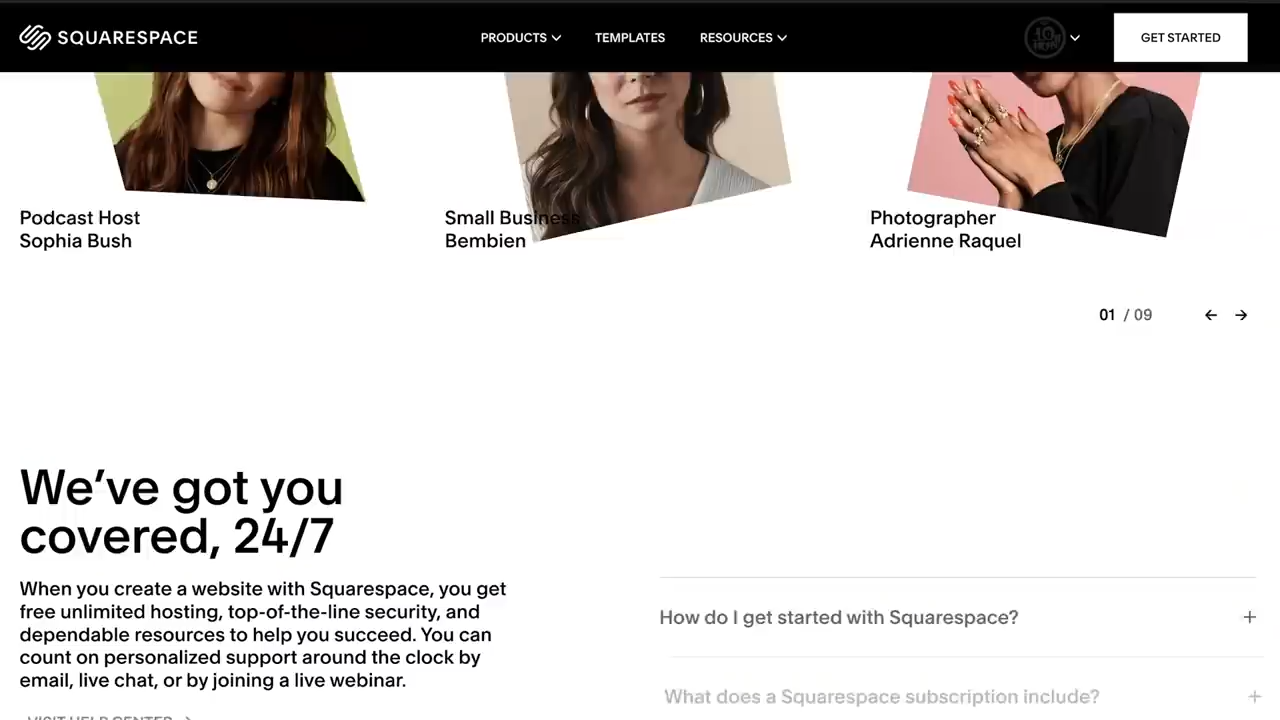 SQUARESPACE
PRODUCTS
TEMPLATES
RESOURCES
GET STARTED
Podcast Host
Sophia Bush
Small Business
Bembien
Photographer
Adrienne Raquel
01 / 09
We've got you
covered, 24/7
When you create a website with Squarespace, you get
free unlimited hosting, top-of-the-line security, and
dependable resources to help you succeed. You can
count on personalized support around the clock by
email, live chat, or by joining a live webinar.
VISIT HELP CENTER
How do I get started with Squarespace?
What does a Squarespace subscription include?